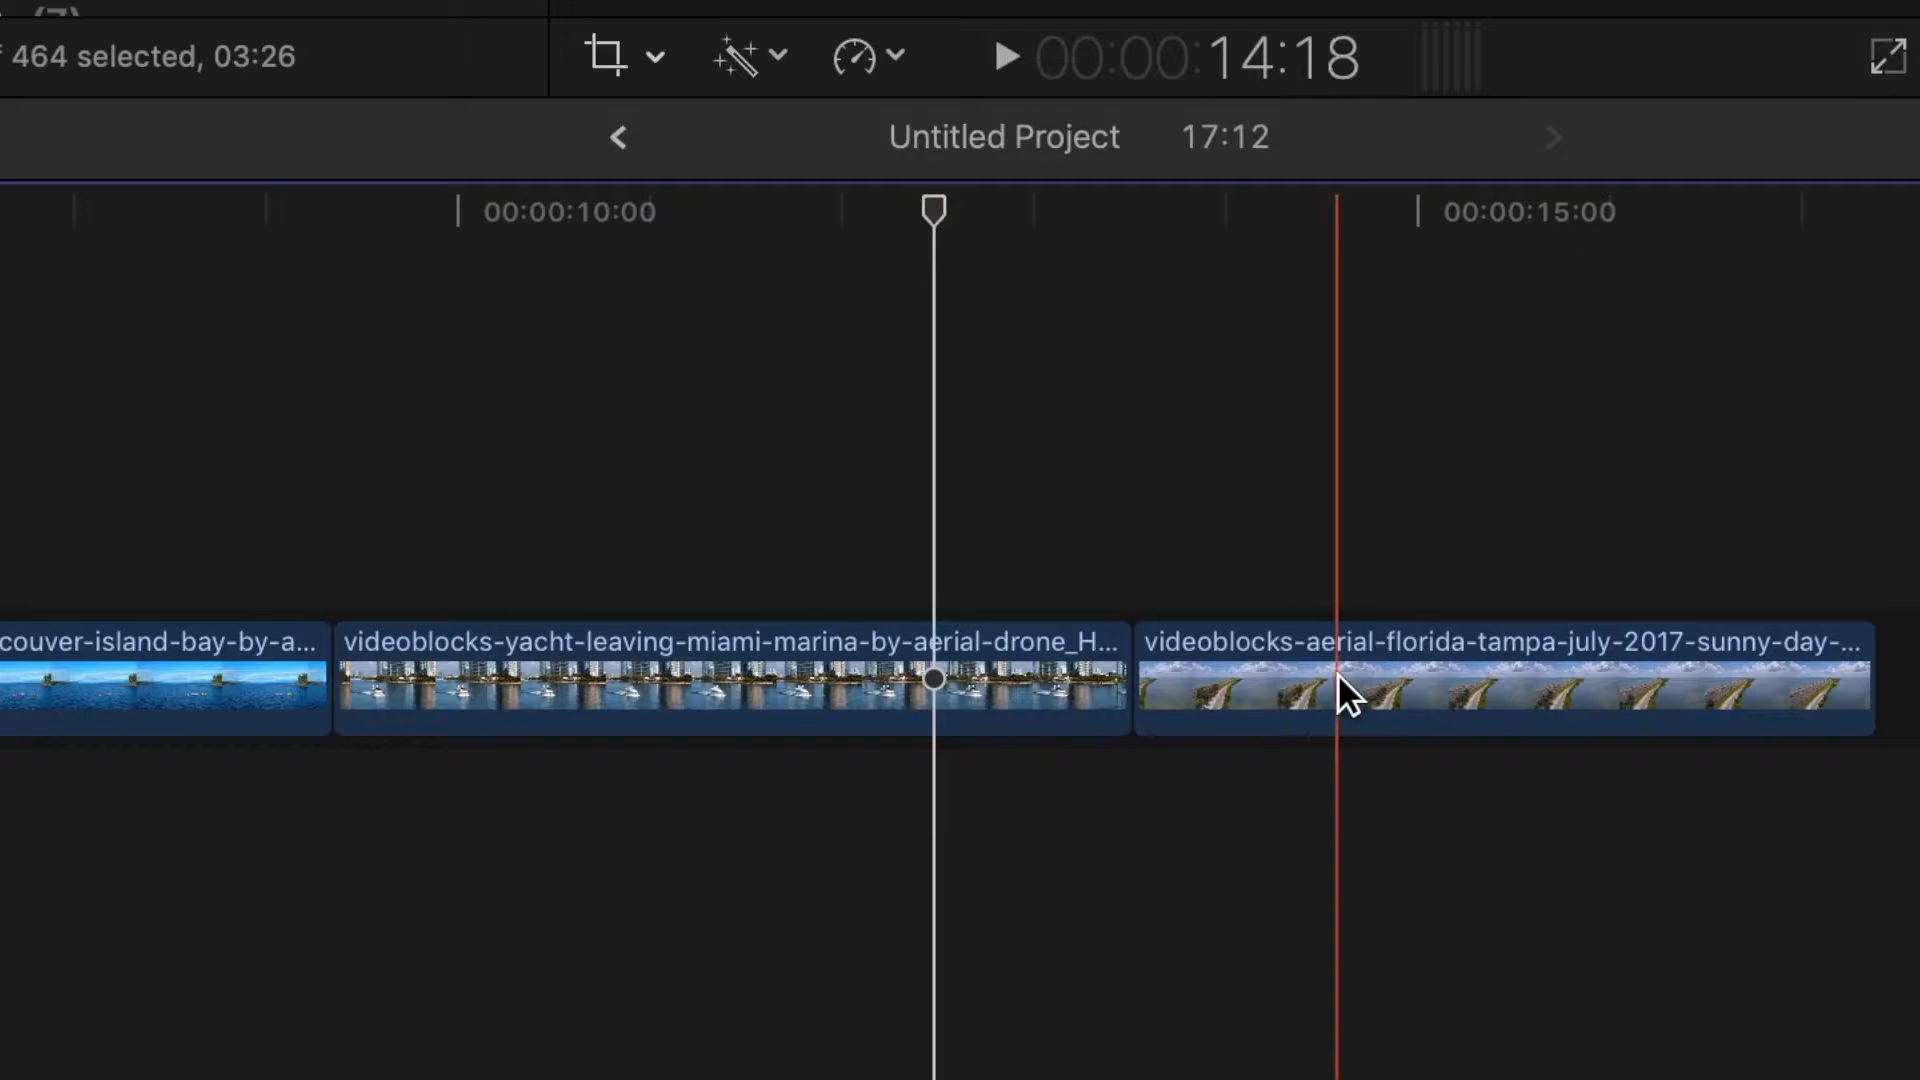 464 selected, 03:26
00:00:14:18
Untitled Project 17:12
00:00:10:00 00:00:15:00
couver-island-bay-by-a... videoblocks-yacht-leaving-miami-marina-by-aerial-drone_H... videoblocks-aerial-florida-tampa-july-2017-sunny-day-...